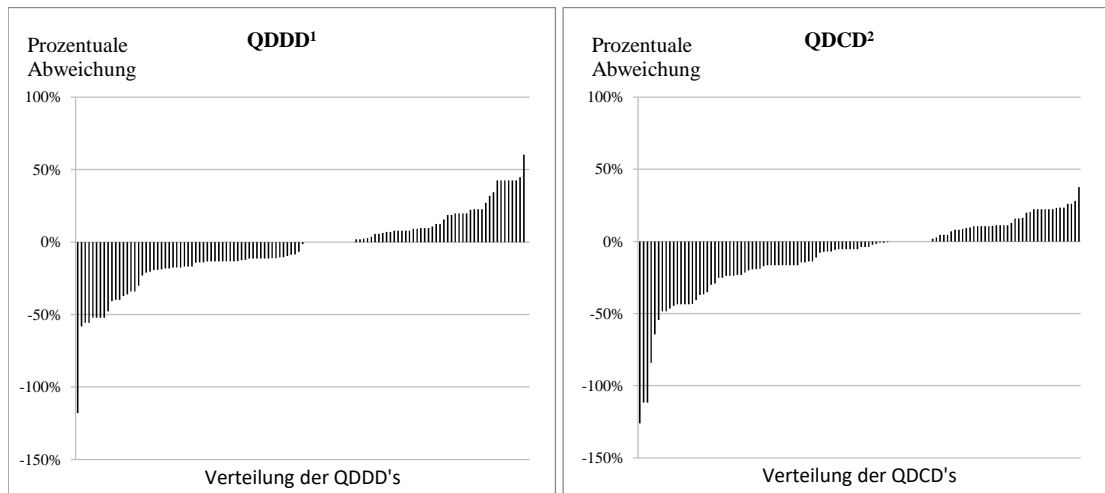 QDDD¹
Prozentuale
Abweichung
100%
50%
0%
-50%
-100%
-150%
Verteilung der QDDD's
QDCD²
Prozentuale
Abweichung
100%
50%
0%
-50%
-100%
-150%
Verteilung der QDCD's